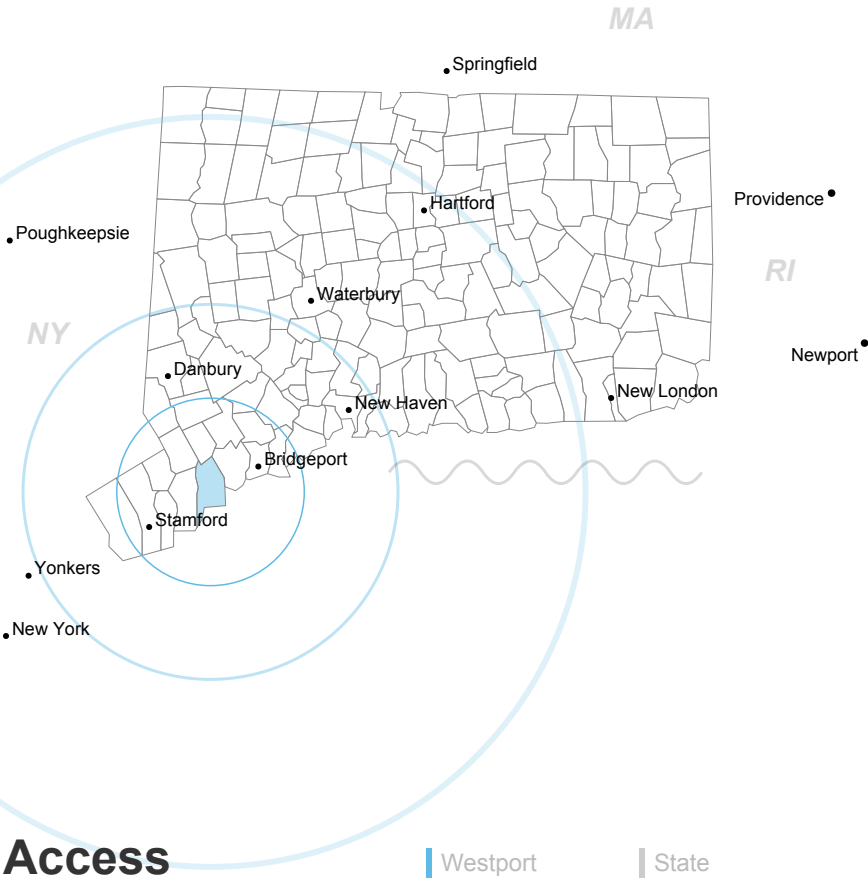 MA
Springfield
Providence
Hartford
Poughkeepsie
RI
Waterbury
NY
Newport
Danbury
New London
New Haven
Bridgeport
Stamford
Yonkers
New York
Access
Westport
State